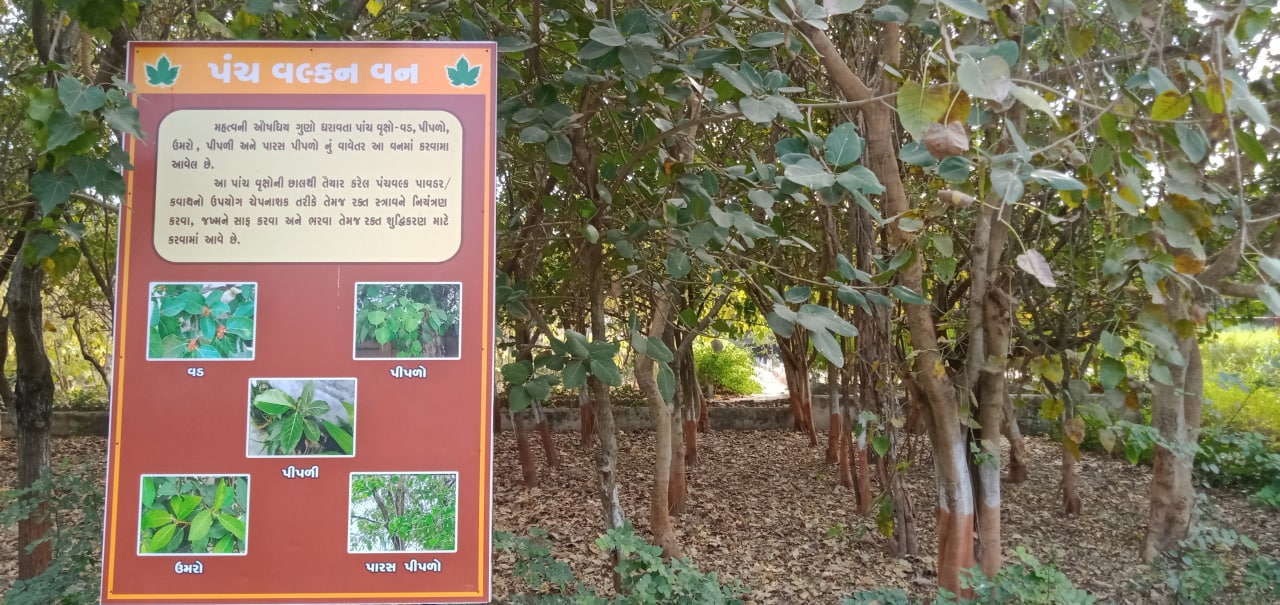 પંચ વલ્કન વન
મહત્વની ઔષધિય ગુણો ધરાવતા પાંચ વૃક્ષો-વડ, પીપળો,
ઉમરો, પીપળી અને પારસ પીપળો નું વાવેતર આ વનમાં કરવામા
આવેલ છે.
આ પાંચ વૃક્ષોની છાલથી તૈયાર કરેલ પંચવલ્ક પાવડર/
કવાથનો ઉપયોગ ચેપનાશક તરીકે તેમજ રક્ત સ્ત્રાવને નિયંત્રણ
કરવા, જખ્મને સાફ કરવા અને ભરવા તેમજ રક્ત શુદ્ધિકરણ માટે
કરવામાં આવે છે.
વડ
પીપળો
પીપળી
ઉમરો
પારસ પીપળો